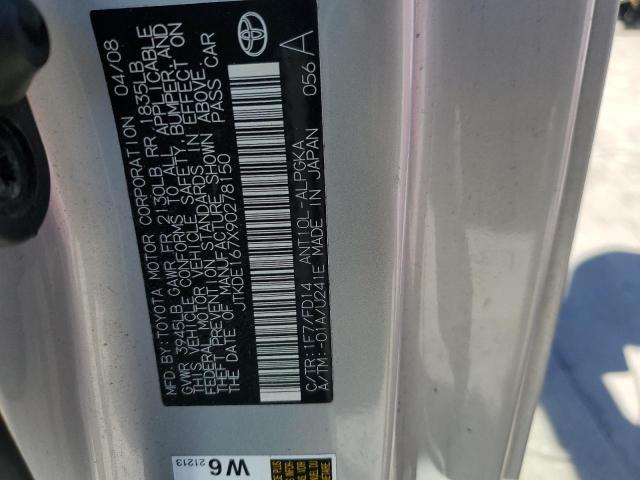 MFD. BY: TOYOTA MOTOR CORPORATION 04/08
GVWR 3945LB GAWR FR 2130LB RR 1835LB
THIS VEHICLE CONFORMS TO ALL APPLICABLE
FEDERAL MOTOR VEHICLE SAFETY, BUMPER, AND
THEFT PREVENTION STANDARDS IN EFFECT ON
THE DATE OF MANUFACTURE SHOWN ABOVE.
JTKDE167X90278150 PASS CAR
C/TR: 1F7/FD14 ANT10L-ALPGKA 056 A
A/TM: -01A/U241E MADE IN JAPAN
W6
21213